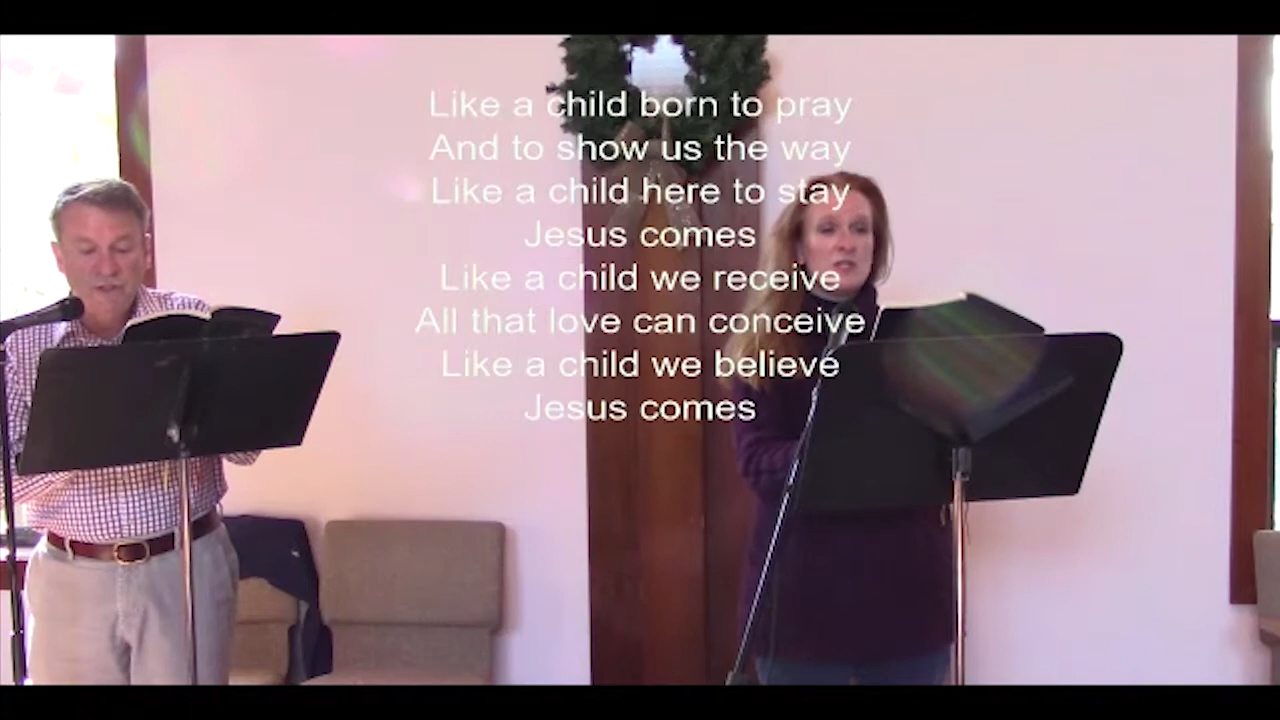 Like a child born to pray
And to show us the way
Like a child here to stay
Jesus comes
Like a child we receive
All that love can conceive
Like a child we believe
Jesus comes